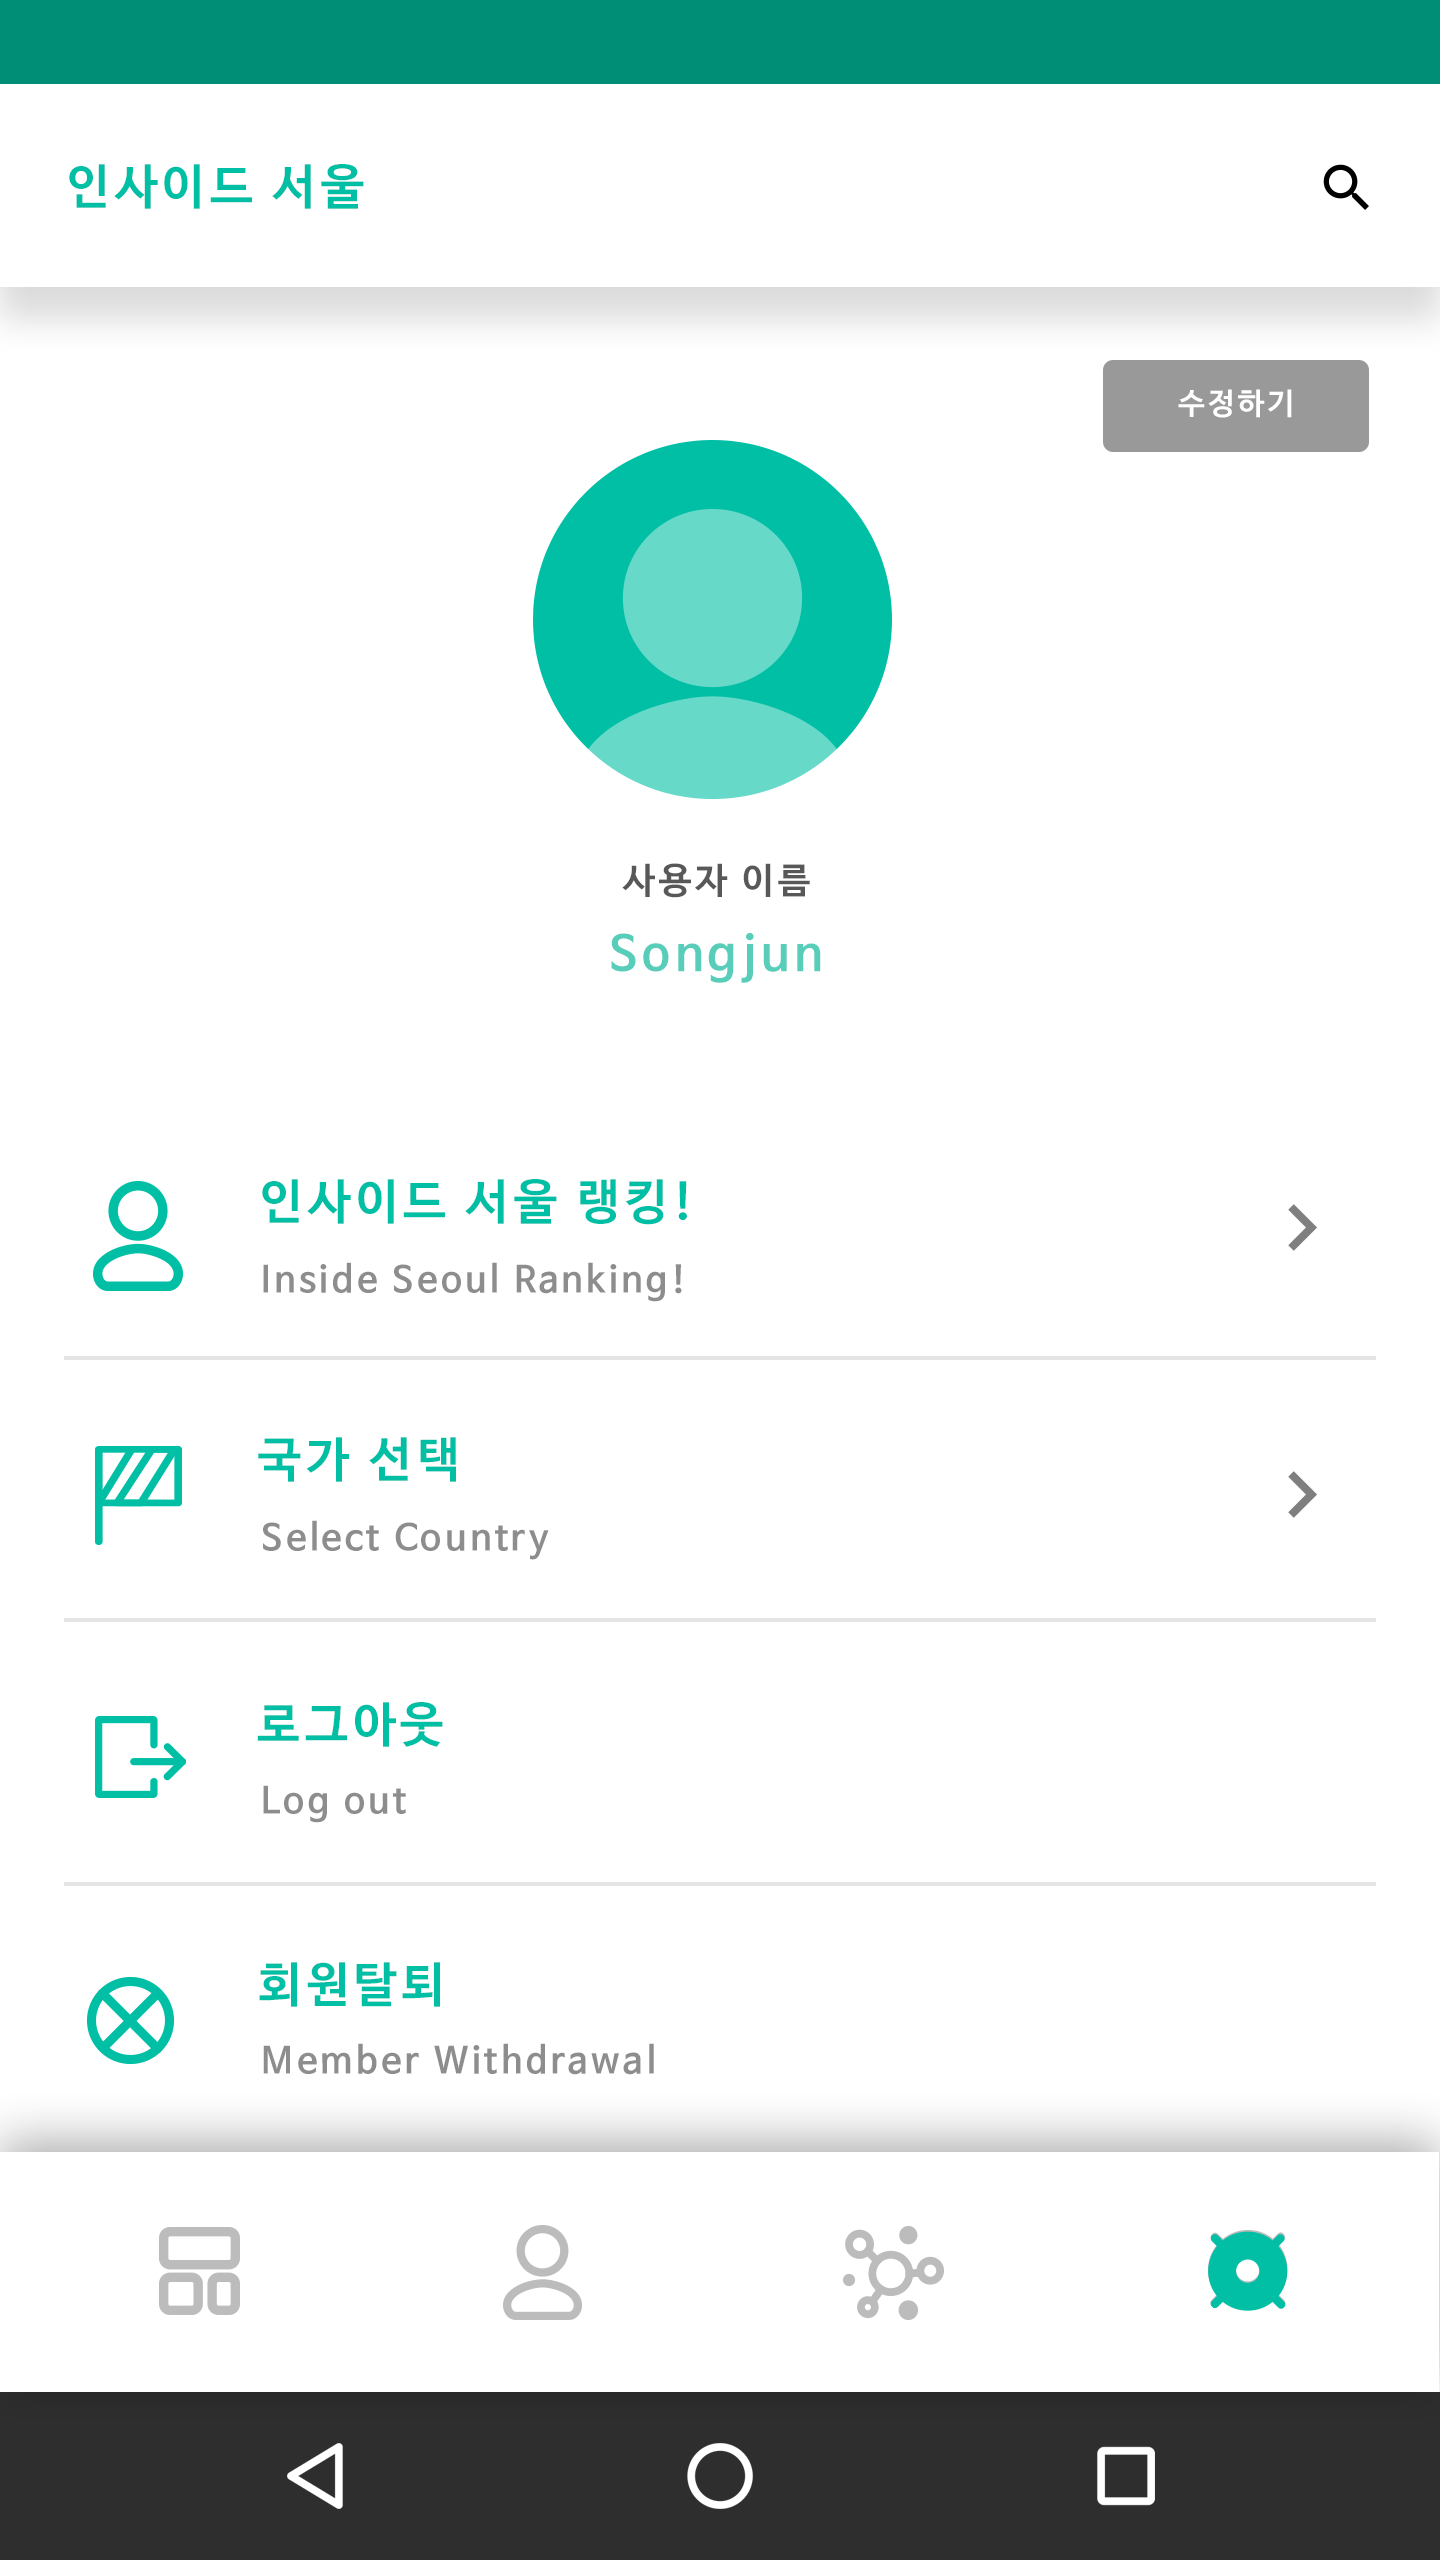 인사이드 서울
수정하기
사용자 이름
Songjun
인사이드 서울 랭킹!
Inside Seoul Ranking!
국가 선택
Select Country
로그아웃
Log out
회원탈퇴
Member Withdrawal